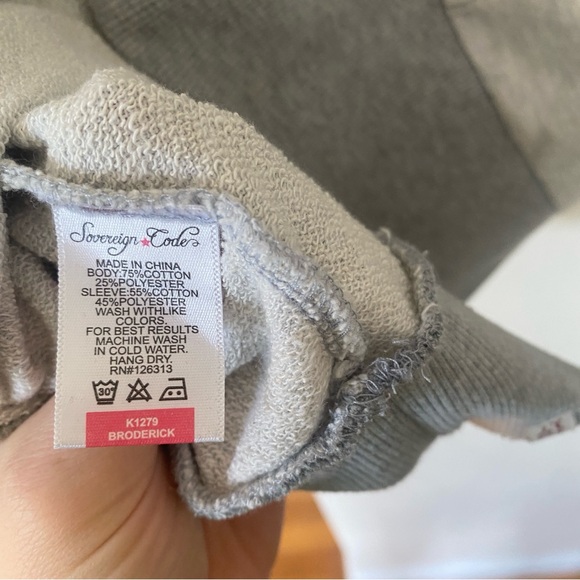 Sovereign Code
MADE IN CHINA
BODY:75%COTTON
25%POLYESTER
SLEEVE:55%COTTON
45%POLYESTER
WASH WITHLIKE
COLORS.
FOR BEST RESULTS
MACHINE WASH
IN COLD WATER.
HANG DRY.
RN#126313
30°
K1279
BRODERICK